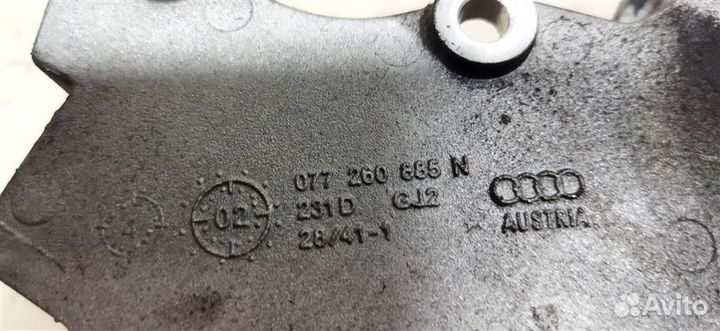 077 260 885 N
02
231D GJ2
28/41-1
AUSTRIA
Avito